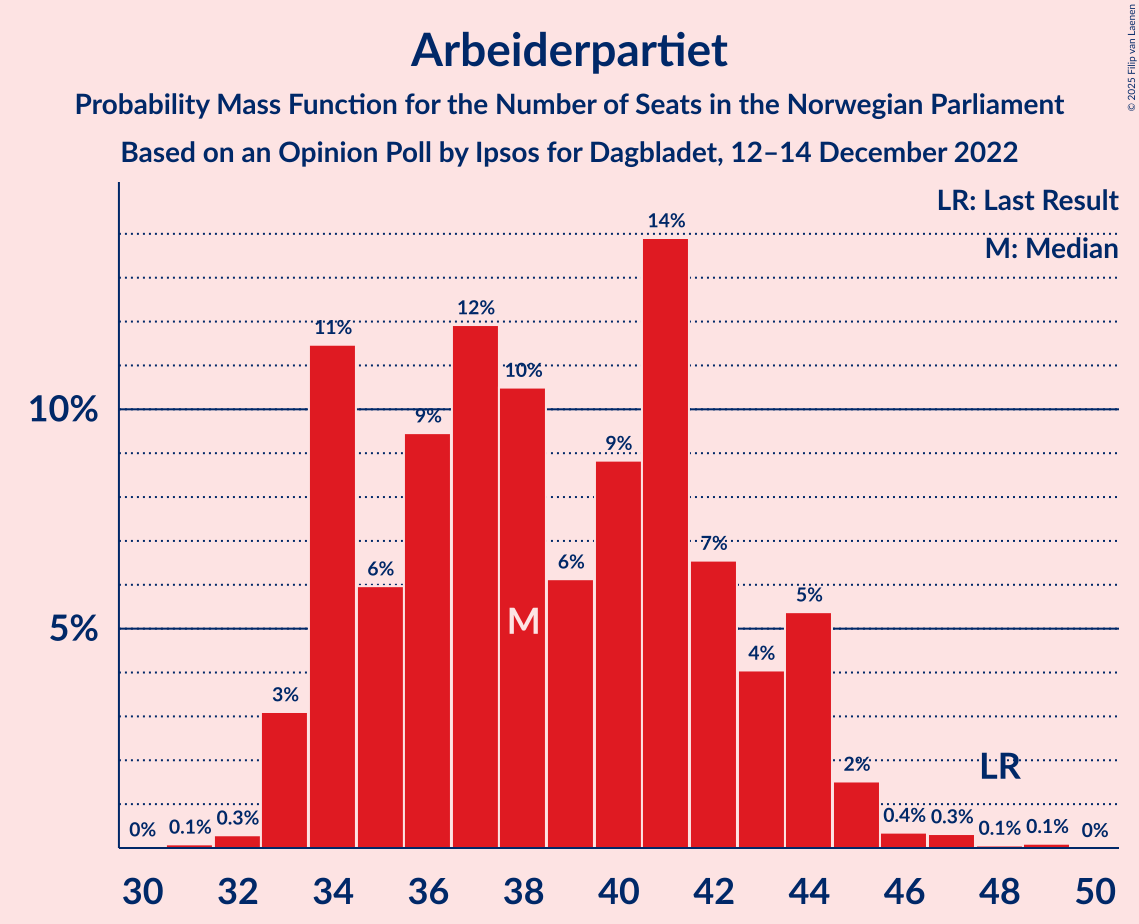 Arbeiderpartiet
Probability Mass Function for the Number of Seats in the Norwegian Parliament
Based on an Opinion Poll by Ipsos for Dagbladet, 12–14 December 2022
© 2025 Filip van Laenen
LR: Last Result
M: Median
10%
5%
0%
0.1%
0.3%
3%
11%
6%
9%
12%
10%
6%
9%
14%
7%
4%
5%
2%
0.4%
0.3%
0.1%
0.1%
0%
M
LR
30 32 34 36 38 40 42 44 46 48 50